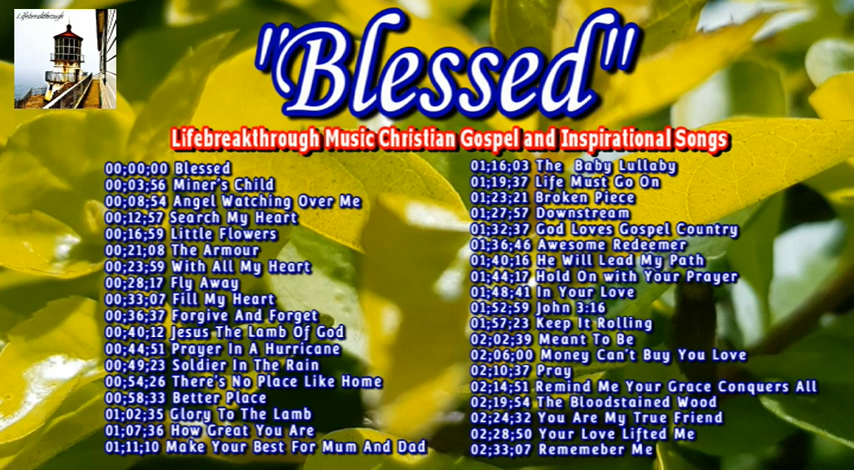 Lifebreakthrough
"Blessed"
Lifebreakthrough Music Christian Gospel and Inspirational Songs
00;00;00 Blessed
00;03;56 Miner's Child
00;08;54 Angel Watching Over Me
00;12;57 Search My Heart
00;16;59 Little Flowers
00;21;08 The Armour
00;23;59 With All My Heart
00;28;17 Fly Away
00;33;07 Fill My Heart
00;36;37 Forgive And Forget
00;40;12 Jesus The Lamb Of God
00;44;51 Prayer In A Hurricane
00;49;23 Soldier In The Rain
00;54;26 There's No Place Like Home
00;58;33 Better Place
01;02;35 Glory To The Lamb
01;07;36 How Great You Are
01;11;10 Make Your Best For Mum And Dad
01;16;03 The Baby Lullaby
01;19;37 Life Must Go On
01;23;21 Broken Piece
01;27;57 Downstream
01;32;37 God Loves Gospel Country
01;36;46 Awesome Redeemer
01;40;16 He Will Lead My Path
01;44;17 Hold On with Your Prayer
01;48;41 In Your Love
01;52;59 John 3:16
01;57;23 Keep It Rolling
02;02;39 Meant To Be
02;06;00 Money Can't Buy You Love
02;10;37 Pray
02;14;51 Remind Me Your Grace Conquers All
02;19;54 The Bloodstained Wood
02;24;32 You Are My True Friend
02;28;50 Your Love Lifted Me
02;33;07 Rememeber Me